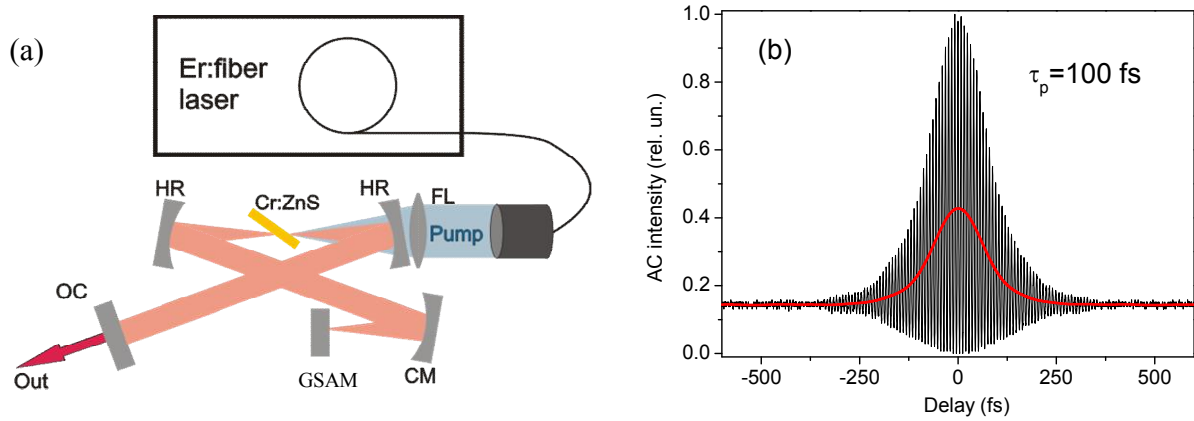 (a)
Er:fiber
laser
HR
Cr:ZnS
HR
FL
Pump
OC
Out
GSAM
CM
(b)
τp=100 fs
AC intensity (rel. un.)
1.0
0.8
0.6
0.4
0.2
0.0
-500
-250
0
250
500
Delay (fs)